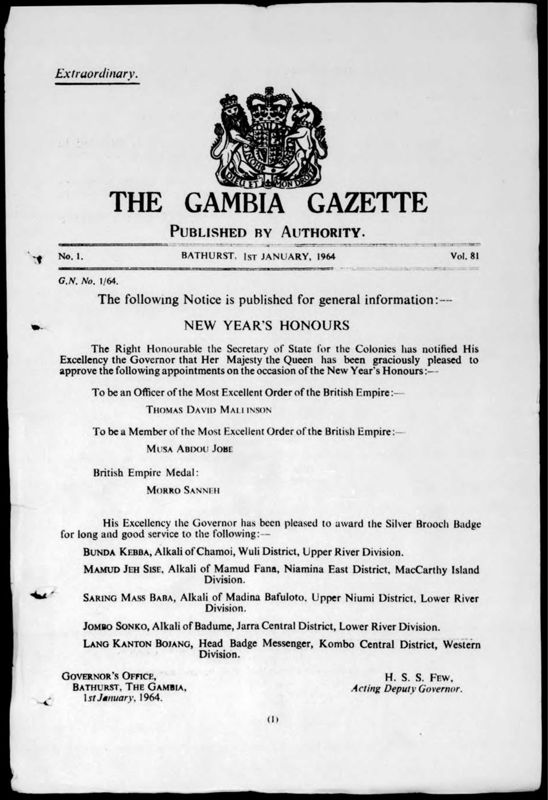 Extraordinary.
THE GAMBIA GAZETTE
PUBLISHED BY AUTHORITY.
No. 1. BATHURST, 1ST JANUARY, 1964 Vol. 81
G.N. No. 1/64.
The following Notice is published for general information:—
NEW YEAR'S HONOURS
The Right Honourable the Secretary of State for the Colonies has notified His
Excellency the Governor that Her Majesty the Queen has been graciously pleased to
approve the following appointments on the occasion of the New Year's Honours:—
To be an Officer of the Most Excellent Order of the British Empire:—
THOMAS DAVID MALLINSON
To be a Member of the Most Excellent Order of the British Empire:—
MUSA ABDOU JOBE
British Empire Medal:
MORRO SANNEH
His Excellency the Governor has been pleased to award the Silver Brooch Badge
for long and good service to the following:—
BUNDA KEBBA, Alkali of Chamoi, Wuli District, Upper River Division.
MAMUD JEH SISE, Alkali of Mamud Fana, Niamina East District, MacCarthy Island
Division.
SARING MASS BABA, Alkali of Madina Bafuloto, Upper Niumi District, Lower River
Division.
JOMBO SONKO, Alkali of Badume, Jarra Central District, Lower River Division.
LANG KANTON BOJANG, Head Badge Messenger, Kombo Central District, Western
Division.
GOVERNOR'S OFFICE, H. S. S. FEW,
BATHURST, THE GAMBIA, Acting Deputy Governor.
1st January, 1964.
(1)